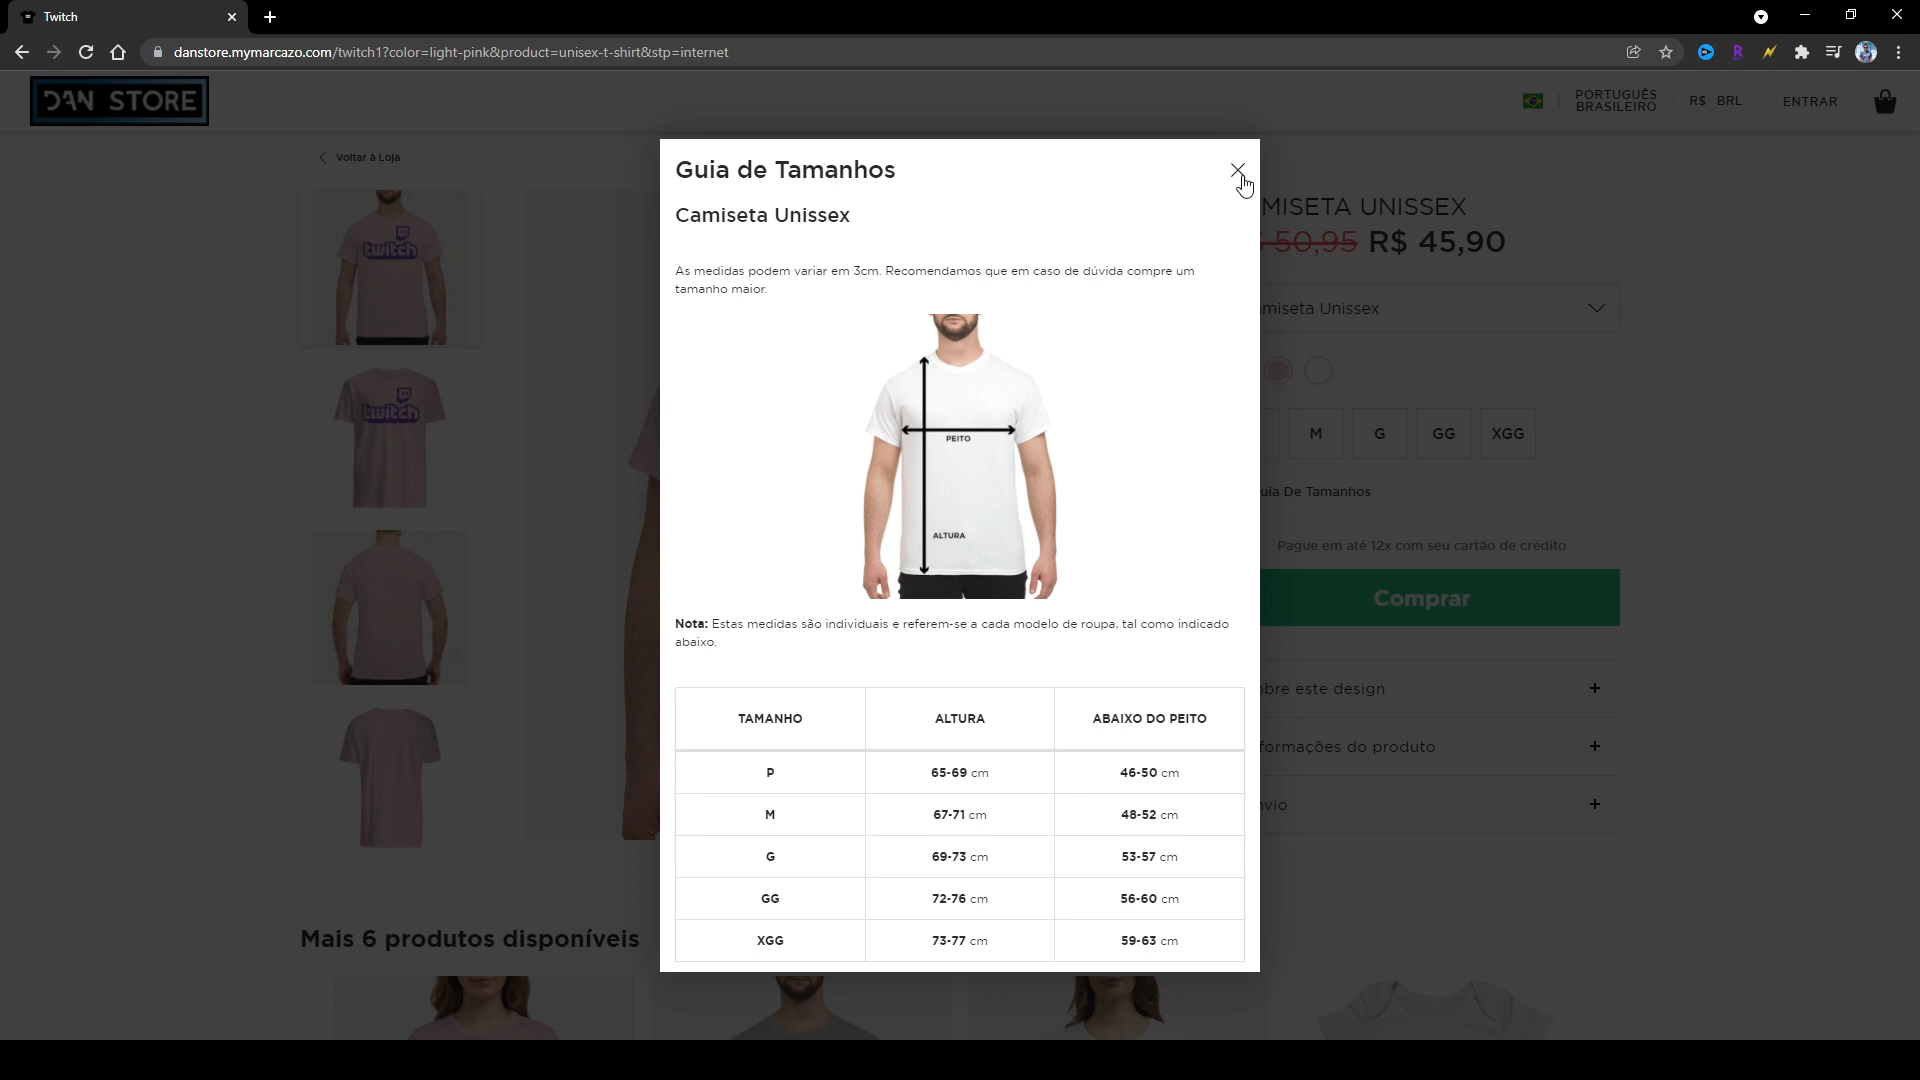 Twitch
danstore.mymarcazo.com/twitch1?color=light-pink&product=unisex-t-shirt&stp=internet
DAN STORE
PORTUGUÊS
BRASILEIRO
R$ BRL
ENTRAR
Voltar à Loja
Guia de Tamanhos
Camiseta Unissex
As medidas podem variar em 3cm. Recomendamos que em caso de dúvida compre um
tamanho maior.
PEITO
ALTURA
Nota: Estas medidas são individuais e referem-se a cada modelo de roupa, tal como indicado
abaixo.
TAMANHO ALTURA ABAIXO DO PEITO
P 65-69 cm 46-50 cm
M 67-71 cm 48-52 cm
G 69-73 cm 53-57 cm
GG 72-76 cm 56-60 cm
XGG 73-77 cm 59-63 cm
twitch
twitch
MISETA UNISSEX
50,95 R$ 45,90
miseta Unissex
M G GG XGG
uia De Tamanhos
Pague em até 12x com seu cartão de crédito
Comprar
bre este design +
formações do produto +
nvio +
Mais 6 produtos disponíveis